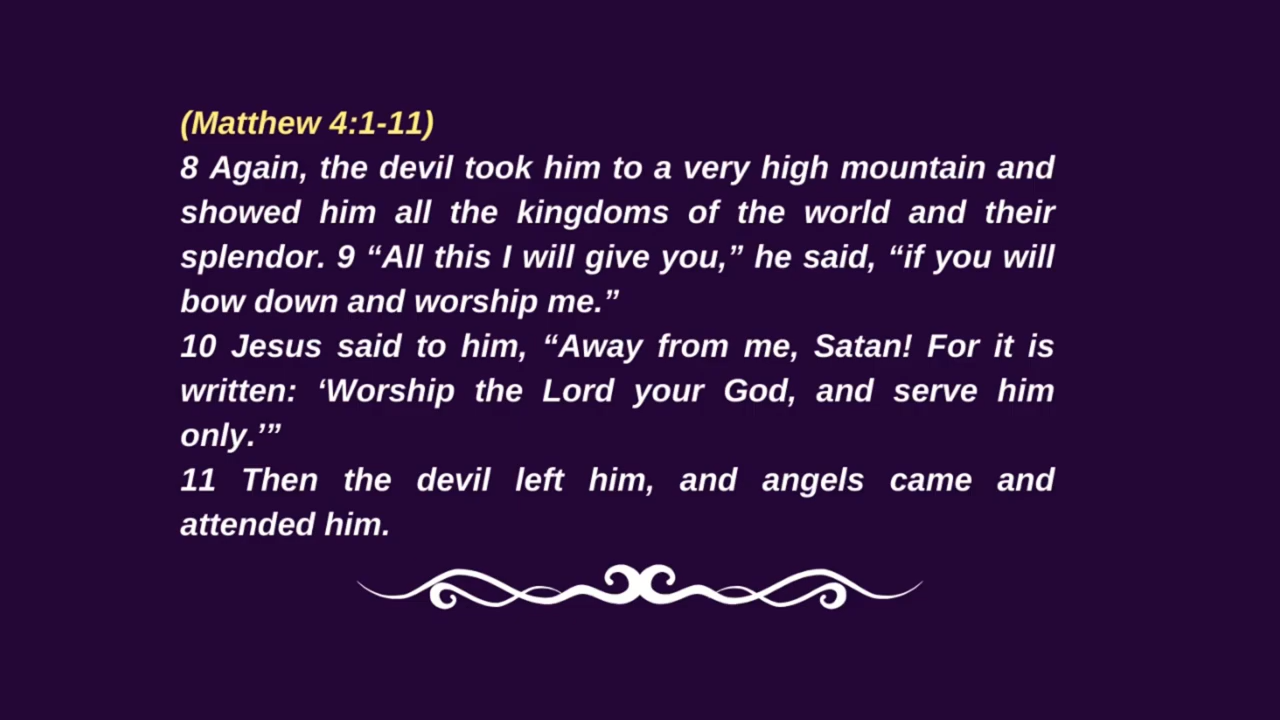 (Matthew 4:1-11)
8 Again, the devil took him to a very high mountain and
showed him all the kingdoms of the world and their
splendor. 9 “All this I will give you,” he said, “if you will
bow down and worship me.”
10 Jesus said to him, “Away from me, Satan! For it is
written: ‘Worship the Lord your God, and serve him
only.’”
11 Then the devil left him, and angels came and
attended him.